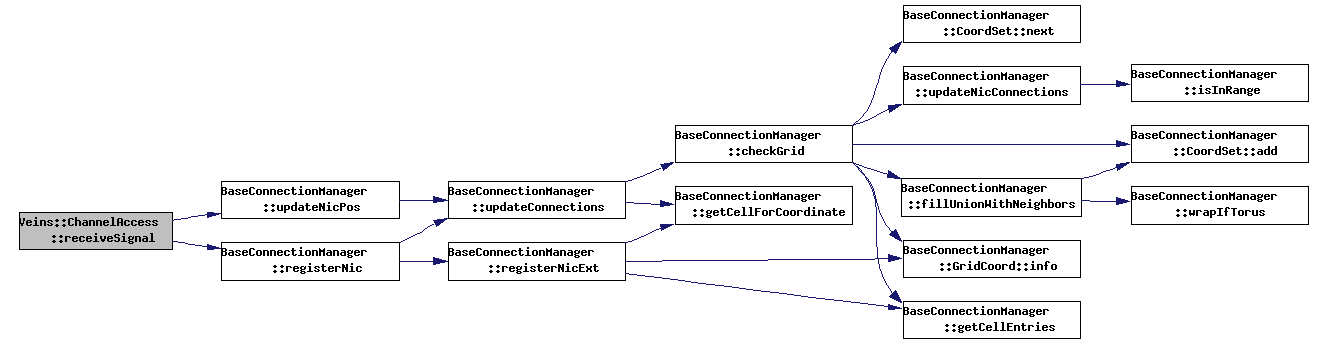 BaseConnectionManager
::CoordSet::next
BaseConnectionManager
::updateNicConnections
BaseConnectionManager
::isInRange
BaseConnectionManager
::checkGrid
BaseConnectionManager
::CoordSet::add
BaseConnectionManager
::updateNicPos
BaseConnectionManager
::updateConnections
BaseConnectionManager
::getCellForCoordinate
BaseConnectionManager
::fillUnionWithNeighbors
BaseConnectionManager
::wrapIfTorus
Veins::ChannelAccess
::receiveSignal
BaseConnectionManager
::registerNic
BaseConnectionManager
::registerNicExt
BaseConnectionManager
::GridCoord::info
BaseConnectionManager
::getCellEntries